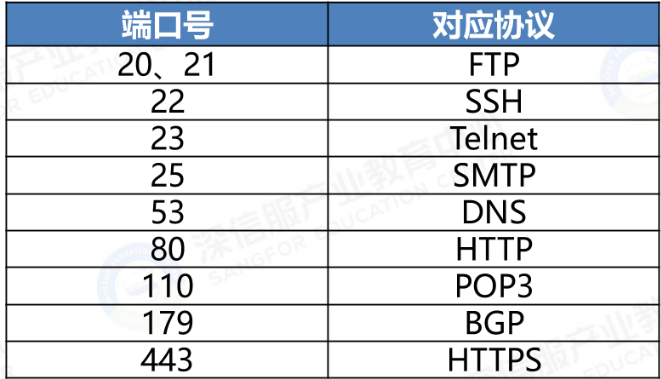 端口号 对应协议
20、21 FTP
22 SSH
23 Telnet
25 SMTP
53 DNS
80 HTTP
110 POP3
179 BGP
443 HTTPS
深信服产业教育中心
SANGFOR EDUCATION CENTER